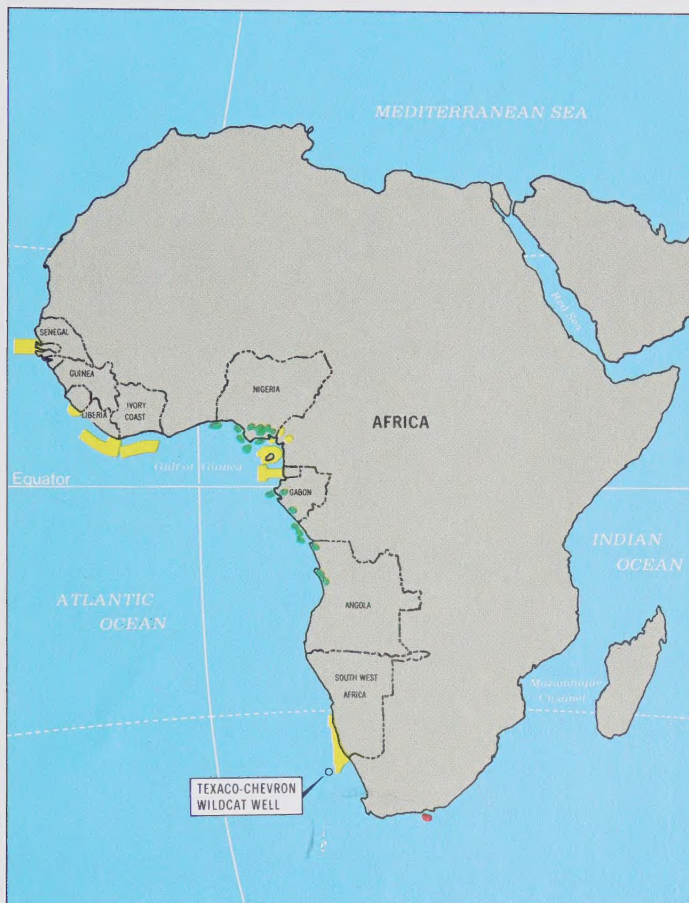 MEDITERRANEAN SEA
Red Sea
SENEGAL
GUINEA
LIBERIA
IVORY
COAST
NIGERIA
AFRICA
Gulf of Guinea
Equator
GABON
INDIAN
OCEAN
ATLANTIC
OCEAN
ANGOLA
SOUTH WEST
AFRICA
Mozambique
Channel
TEXACO-CHEVRON
WILDCAT WELL